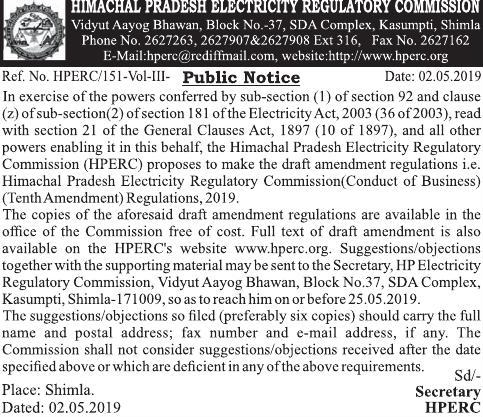 HIMACHAL PRADESH ELECTRICITY REGULATORY COMMISSION
Vidyut Aayog Bhawan, Block No.-37, SDA Complex, Kasumpti, Shimla
Phone No. 2627263, 2627907&2627908 Ext 316, Fax No. 2627162
E-Mail:hperc@rediffmail.com, website:http://www.hperc.org
Ref. No. HPERC/151-Vol-III- Public Notice Date: 02.05.2019
In exercise of the powers conferred by sub-section (1) of section 92 and clause
(z) of sub-section(2) of section 181 of the Electricity Act, 2003 (36 of 2003), read
with section 21 of the General Clauses Act, 1897 (10 of 1897), and all other
powers enabling it in this behalf, the Himachal Pradesh Electricity Regulatory
Commission (HPERC) proposes to make the draft amendment regulations i.e.
Himachal Pradesh Electricity Regulatory Commission(Conduct of Business)
(Tenth Amendment) Regulations, 2019.
The copies of the aforesaid draft amendment regulations are available in the
office of the Commission free of cost. Full text of draft amendment is also
available on the HPERC's website www.hperc.org. Suggestions/objections
together with the supporting material may be sent to the Secretary, HP Electricity
Regulatory Commission, Vidyut Aayog Bhawan, Block No.37, SDA Complex,
Kasumpti, Shimla-171009, so as to reach him on or before 25.05.2019.
The suggestions/objections so filed (preferably six copies) should carry the full
name and postal address; fax number and e-mail address, if any. The
Commission shall not consider suggestions/objections received after the date
specified above or which are deficient in any of the above requirements.
Sd/-
Place: Shimla. Secretary
Dated: 02.05.2019 HPERC